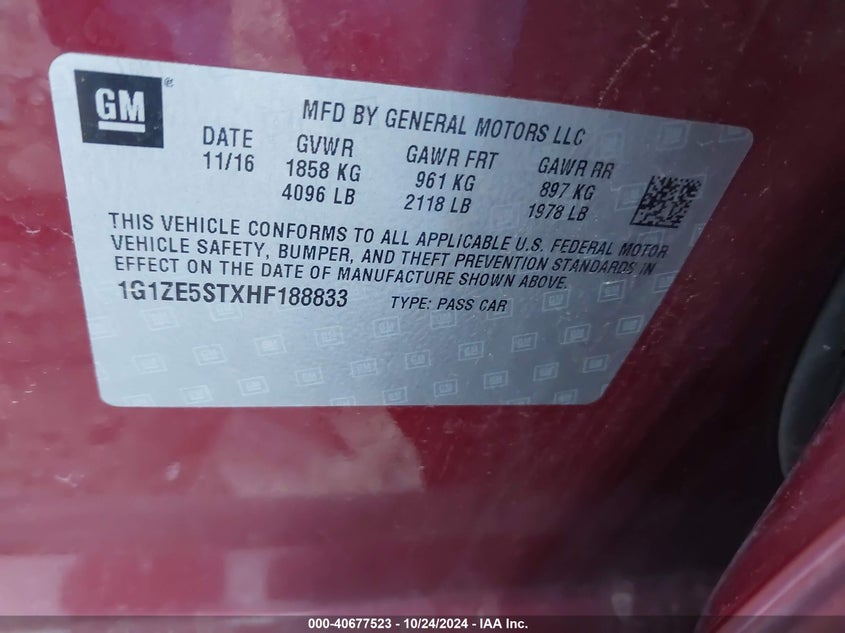 GM ®
MFD BY GENERAL MOTORS LLC
DATE GVWR GAWR FRT GAWR RR
11/16 1858 KG 961 KG 897 KG
4096 LB 2118 LB 1978 LB
THIS VEHICLE CONFORMS TO ALL APPLICABLE U.S. FEDERAL MOTOR
VEHICLE SAFETY, BUMPER, AND THEFT PREVENTION STANDARDS IN
EFFECT ON THE DATE OF MANUFACTURE SHOWN ABOVE.
1G1ZE5STXHF188833 TYPE: PASS CAR
000-40677523 - 10/24/2024 - IAA Inc.